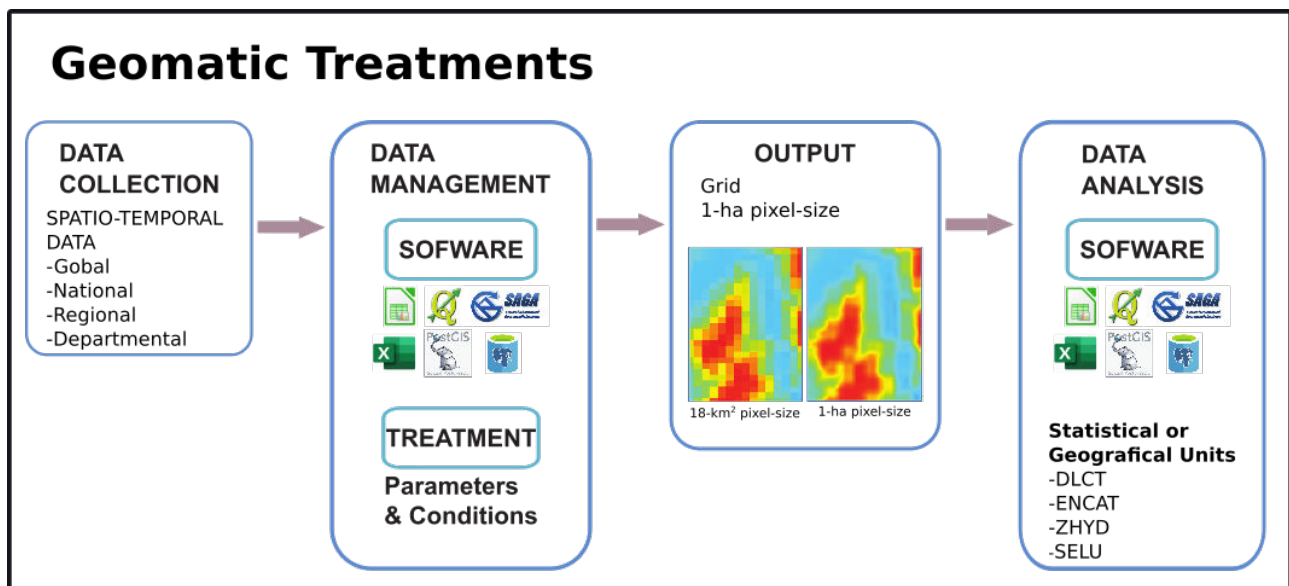 Geomatic Treatments
DATA
COLLECTION
SPATIO-TEMPORAL
DATA
-Gobal
-National
-Regional
-Departmental
DATA
MANAGEMENT
SOFWARE
SAGA
X
PostGIS
TREATMENT
Parameters
& Conditions
OUTPUT
Grid
1-ha pixel-size
18-km² pixel-size
1-ha pixel-size
DATA
ANALYSIS
SOFWARE
SAGA
X
PostGIS
Statistical or
Geografical Units
-DLCT
-ENCAT
-ZHYD
-SELU